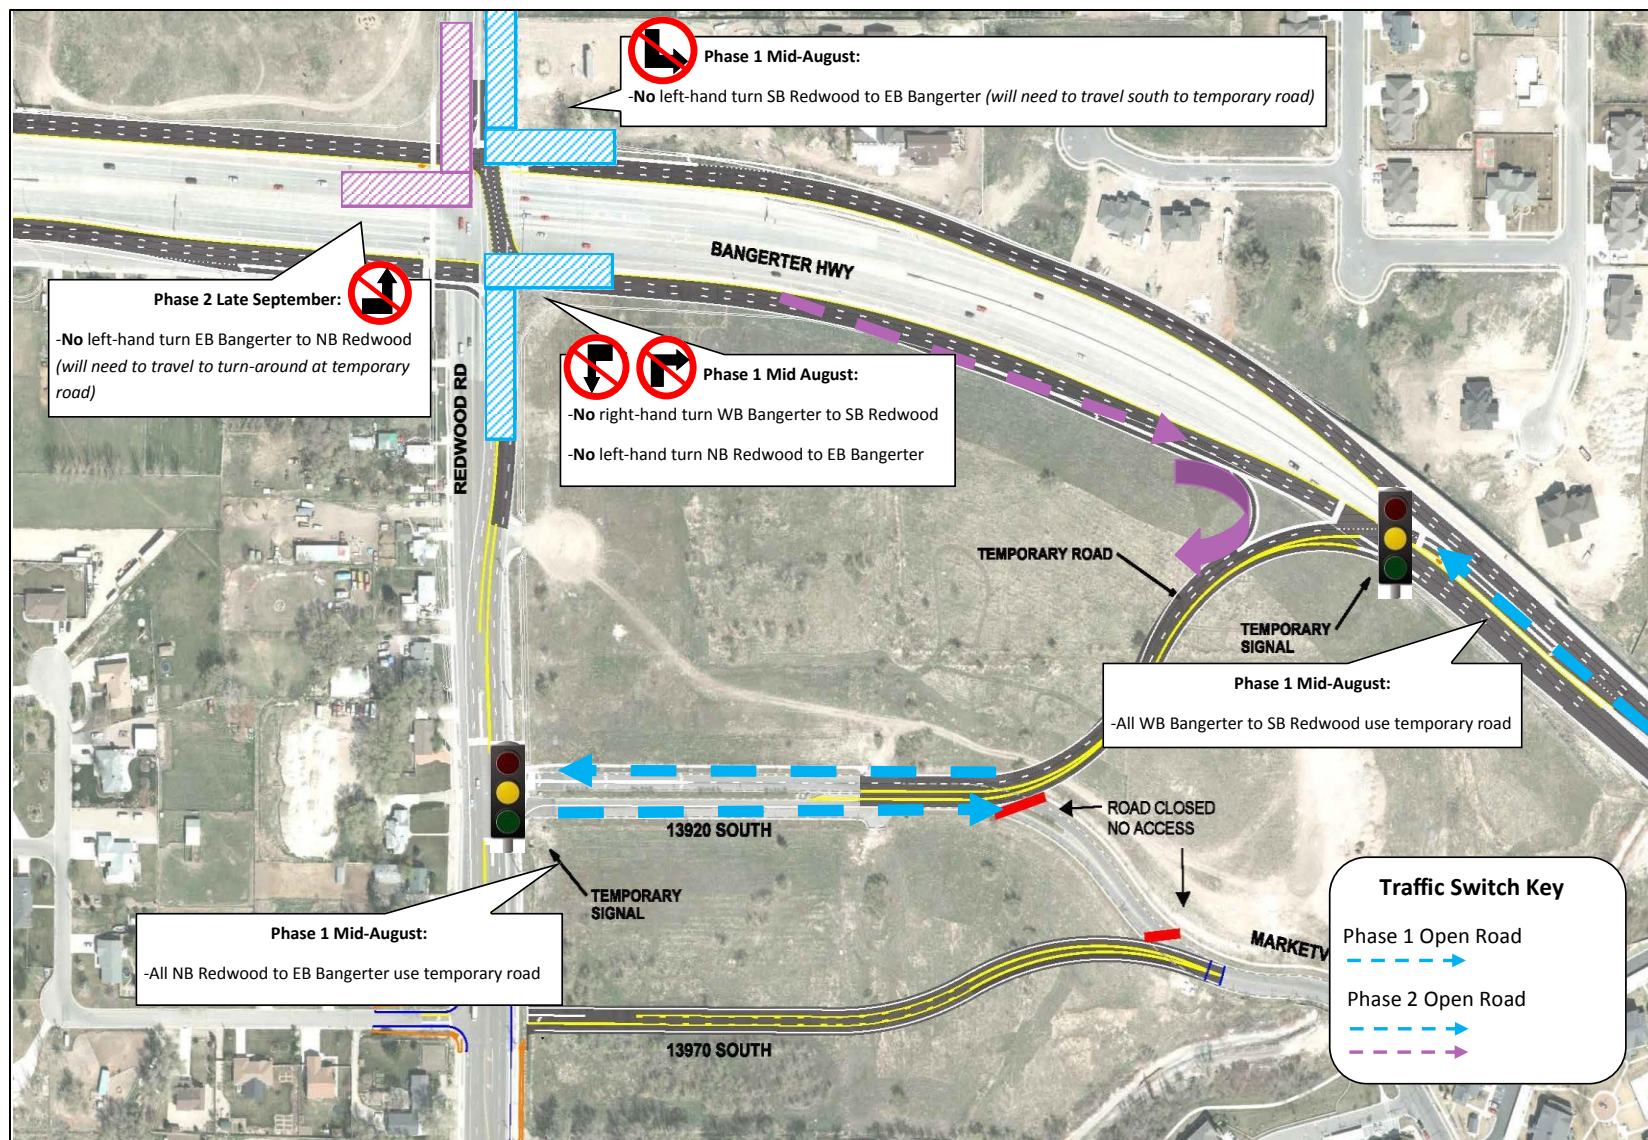 Phase 1 Mid-August:
-No left-hand turn SB Redwood to EB Bangerter (will need to travel south to temporary road)
BANGERTER HWY
Phase 2 Late September:
-No left-hand turn EB Bangerter to NB Redwood
(will need to travel to turn-around at temporary
road)
REDWOOD RD
Phase 1 Mid August:
-No right-hand turn WB Bangerter to SB Redwood
-No left-hand turn NB Redwood to EB Bangerter
TEMPORARY ROAD
TEMPORARY
SIGNAL
Phase 1 Mid-August:
-All WB Bangerter to SB Redwood use temporary road
13920 SOUTH
ROAD CLOSED
NO ACCESS
TEMPORARY
SIGNAL
Phase 1 Mid-August:
-All NB Redwood to EB Bangerter use temporary road
MARKETV
13970 SOUTH
Traffic Switch Key
Phase 1 Open Road
Phase 2 Open Road